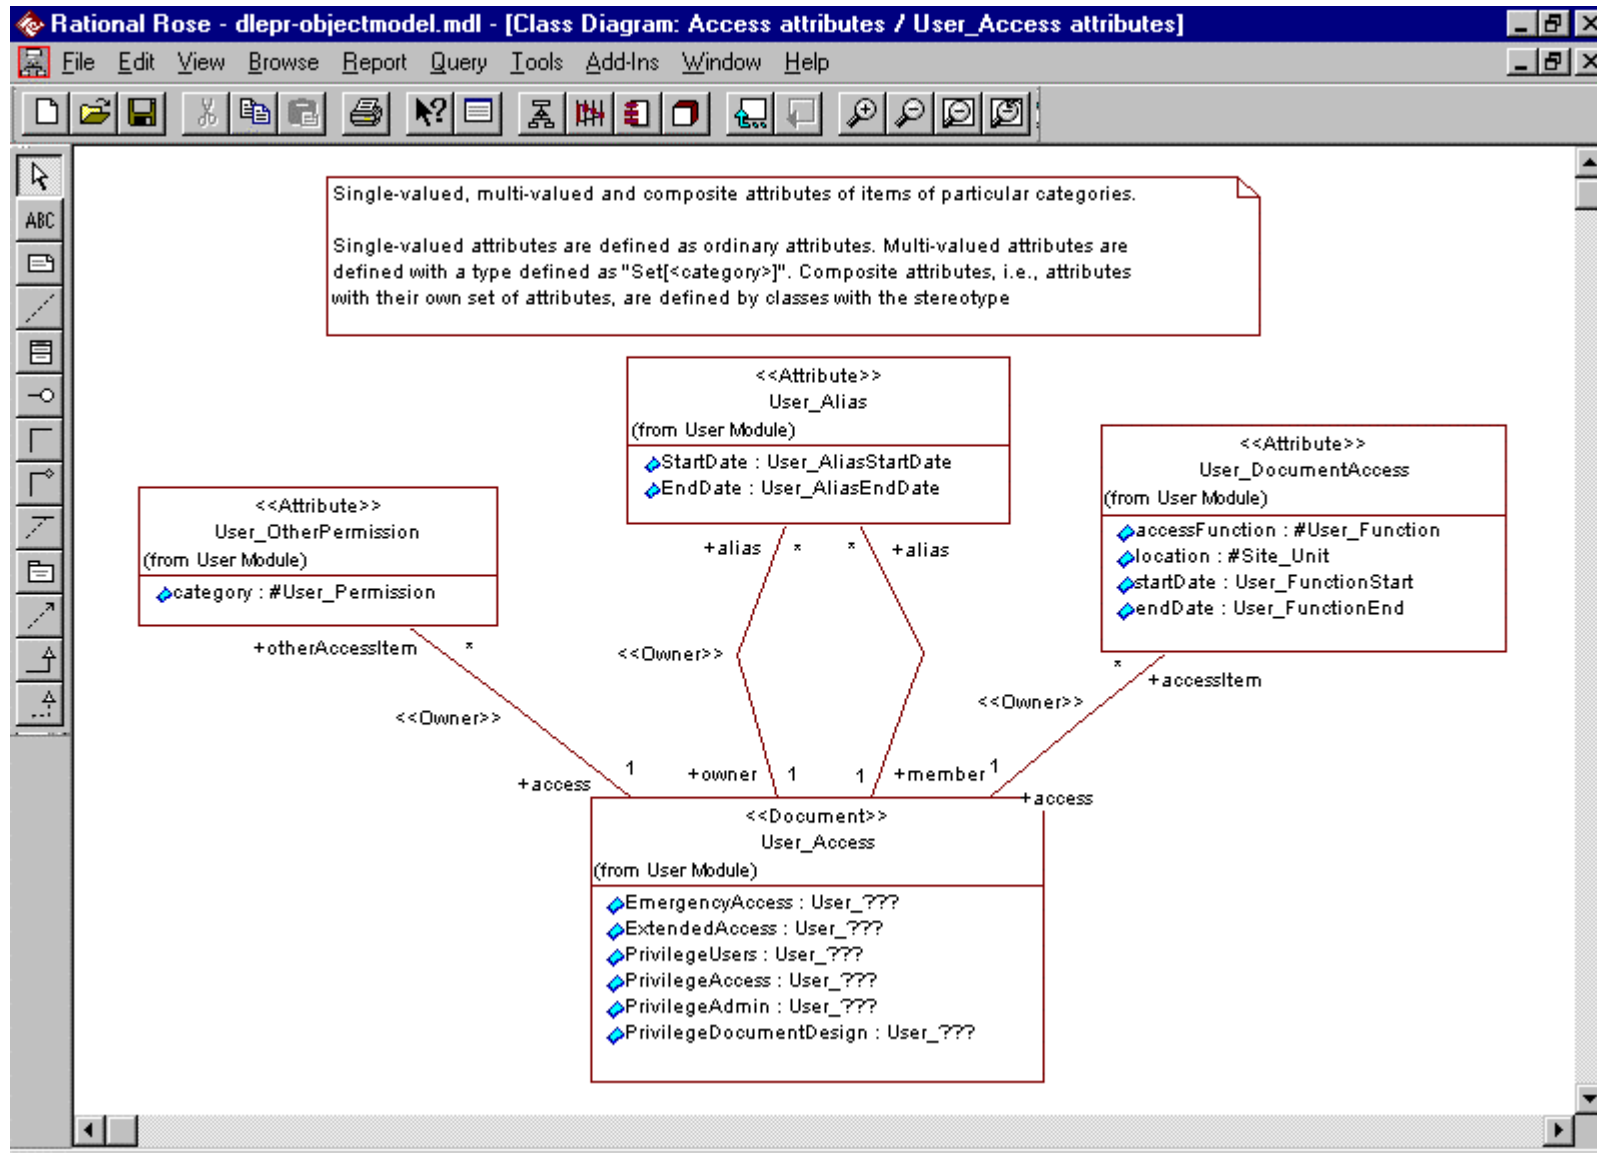 Rational Rose - dlepr-objectmodel.mdl - [Class Diagram: Access attributes / User_Access attributes]
File Edit View Browse Report Query Tools Add-Ins Window Help
ABC
Single-valued, multi-valued and composite attributes of items of particular categories.
Single-valued attributes are defined as ordinary attributes. Multi-valued attributes are
defined with a type defined as "Set[<category>]". Composite attributes, i.e., attributes
with their own set of attributes, are defined by classes with the stereotype
<<Attribute>>
User_Alias
(from User Module)
StartDate : User_AliasStartDate
EndDate : User_AliasEndDate
<<Attribute>>
User_DocumentAccess
(from User Module)
accessFunction : #User_Function
location : #Site_Unit
startDate : User_FunctionStart
endDate : User_FunctionEnd
<<Attribute>>
User_OtherPermission
(from User Module)
category : #User_Permission
+alias * * +alias
+otherAccessItem *
<<Owner>>
* +accessItem
<<Owner>>
<<Owner>>
+access 1
+owner 1
1 +member
1 +access
<<Document>>
User_Access
(from User Module)
EmergencyAccess : User_???
ExtendedAccess : User_???
PrivilegeUsers : User_???
PrivilegeAccess : User_???
PrivilegeAdmin : User_???
PrivilegeDocumentDesign : User_???